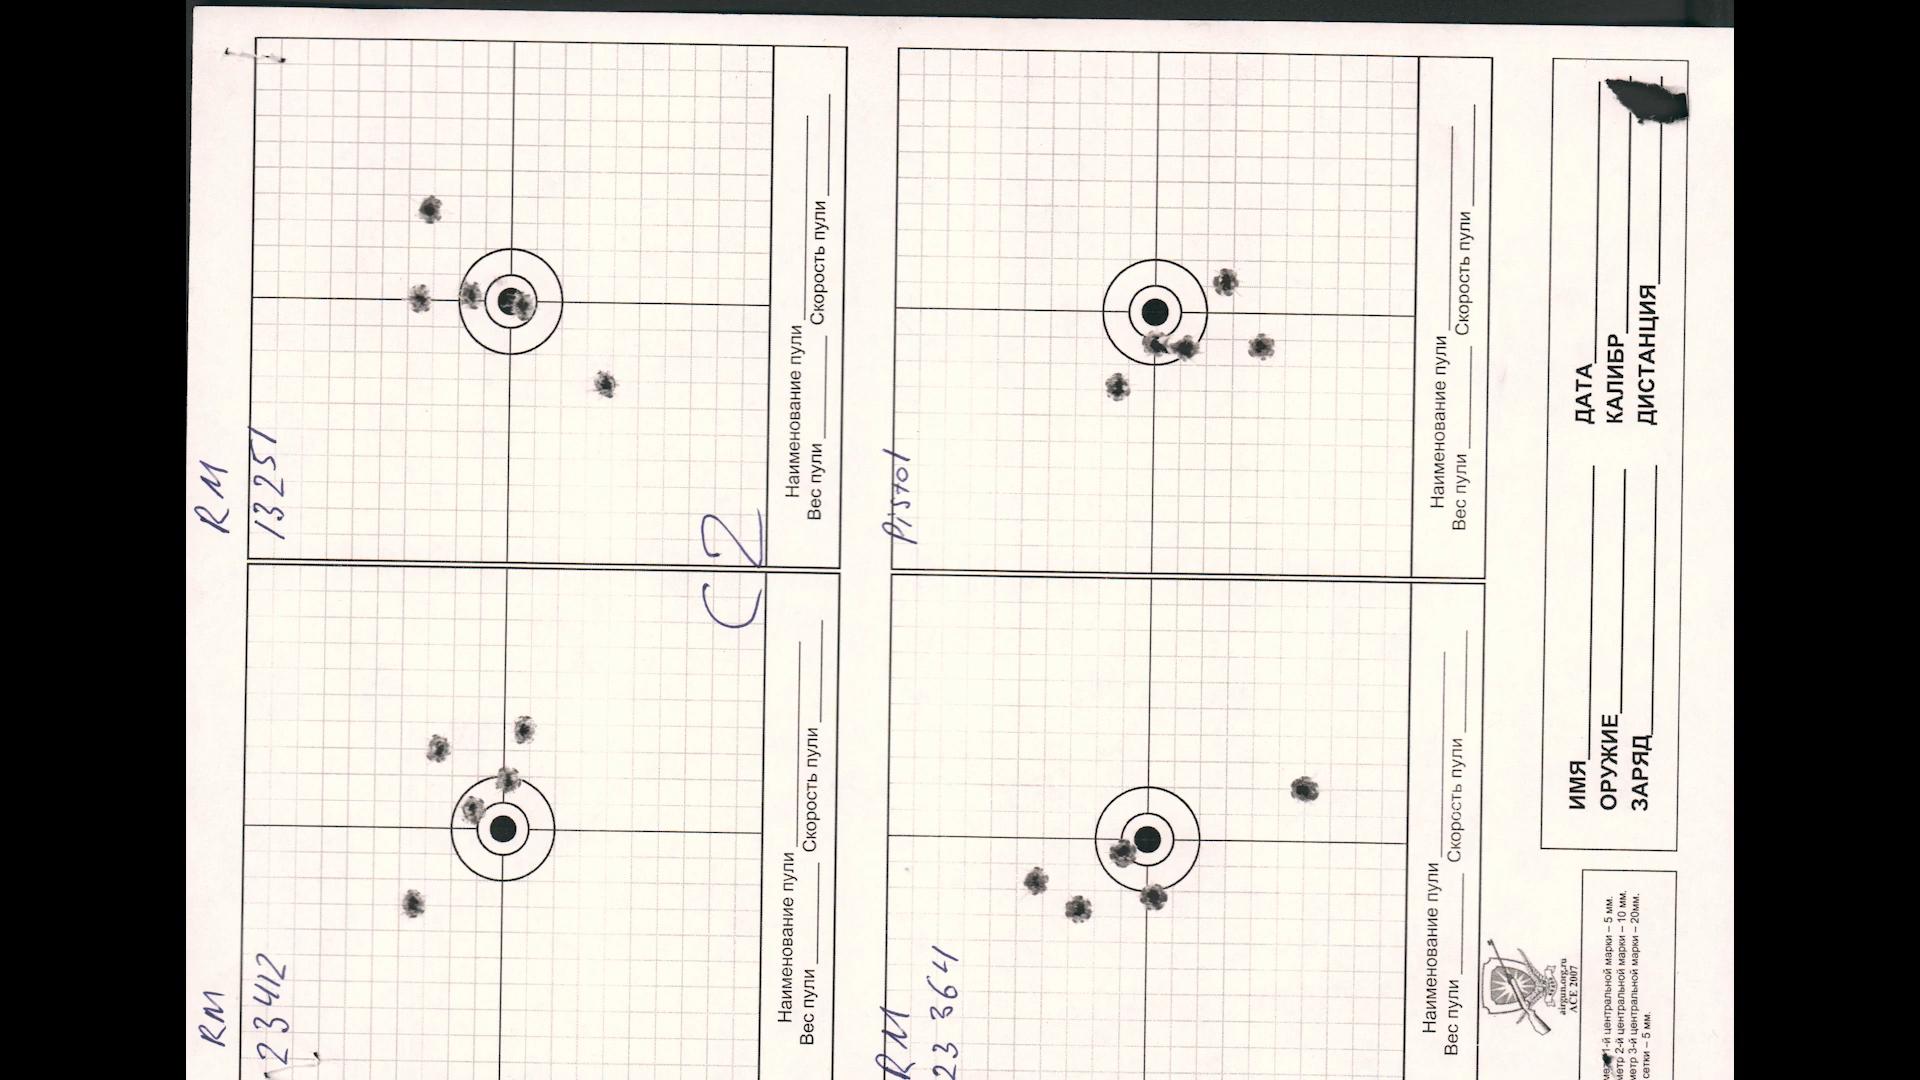 RM
13251
Наименование пули
Вес пули Скорость пули
C2
RM
23412
Наименование пули
Вес пули Скорость пули
Pistol
Наименование пули
Вес пули Скорость пули
RM
23364
Наименование пули
Вес пули Скорость пули
ИМЯ ДАТА
ОРУЖИЕ КАЛИБР
ЗАРЯД ДИСТАНЦИЯ
airgun.org.ru
ACE 2007
1-й центральной марки – 5 мм.
метр 2-й центральной марки – 10 мм.
метр 3-й центральной марки – 20мм.
сетки – 5 мм.